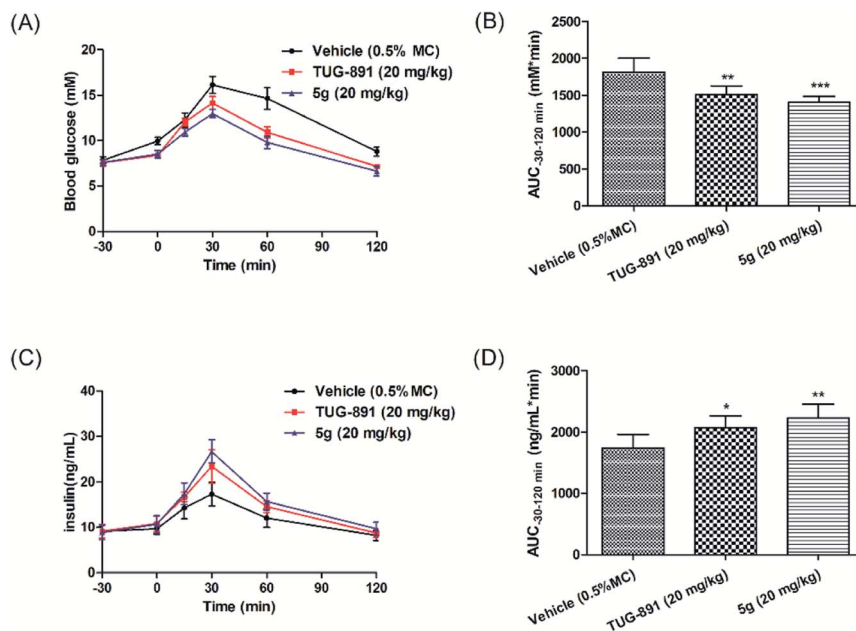 (A)
Blood glucose (mM)
20
15
10
5
0
-30 0 30 60 90 120
Time (min)
Vehicle (0.5% MC)
TUG-891 (20 mg/kg)
5g (20 mg/kg)
(B)
AUC-30-120 min (mM*min)
2500
2000
1500
1000
500
0
**
***
Vehicle (0.5%MC)
TUG-891 (20 mg/kg)
5g (20 mg/kg)
(C)
insulin(ng/mL)
40
30
20
10
0
-30 0 30 60 90 120
Time (min)
Vehicle (0.5% MC)
TUG-891 (20 mg/kg)
5g (20 mg/kg)
(D)
AUC-30-120 min (ng/mL*min)
3000
2000
1000
0
*
**
Vehicle (0.5%MC)
TUG-891 (20 mg/kg)
5g (20 mg/kg)